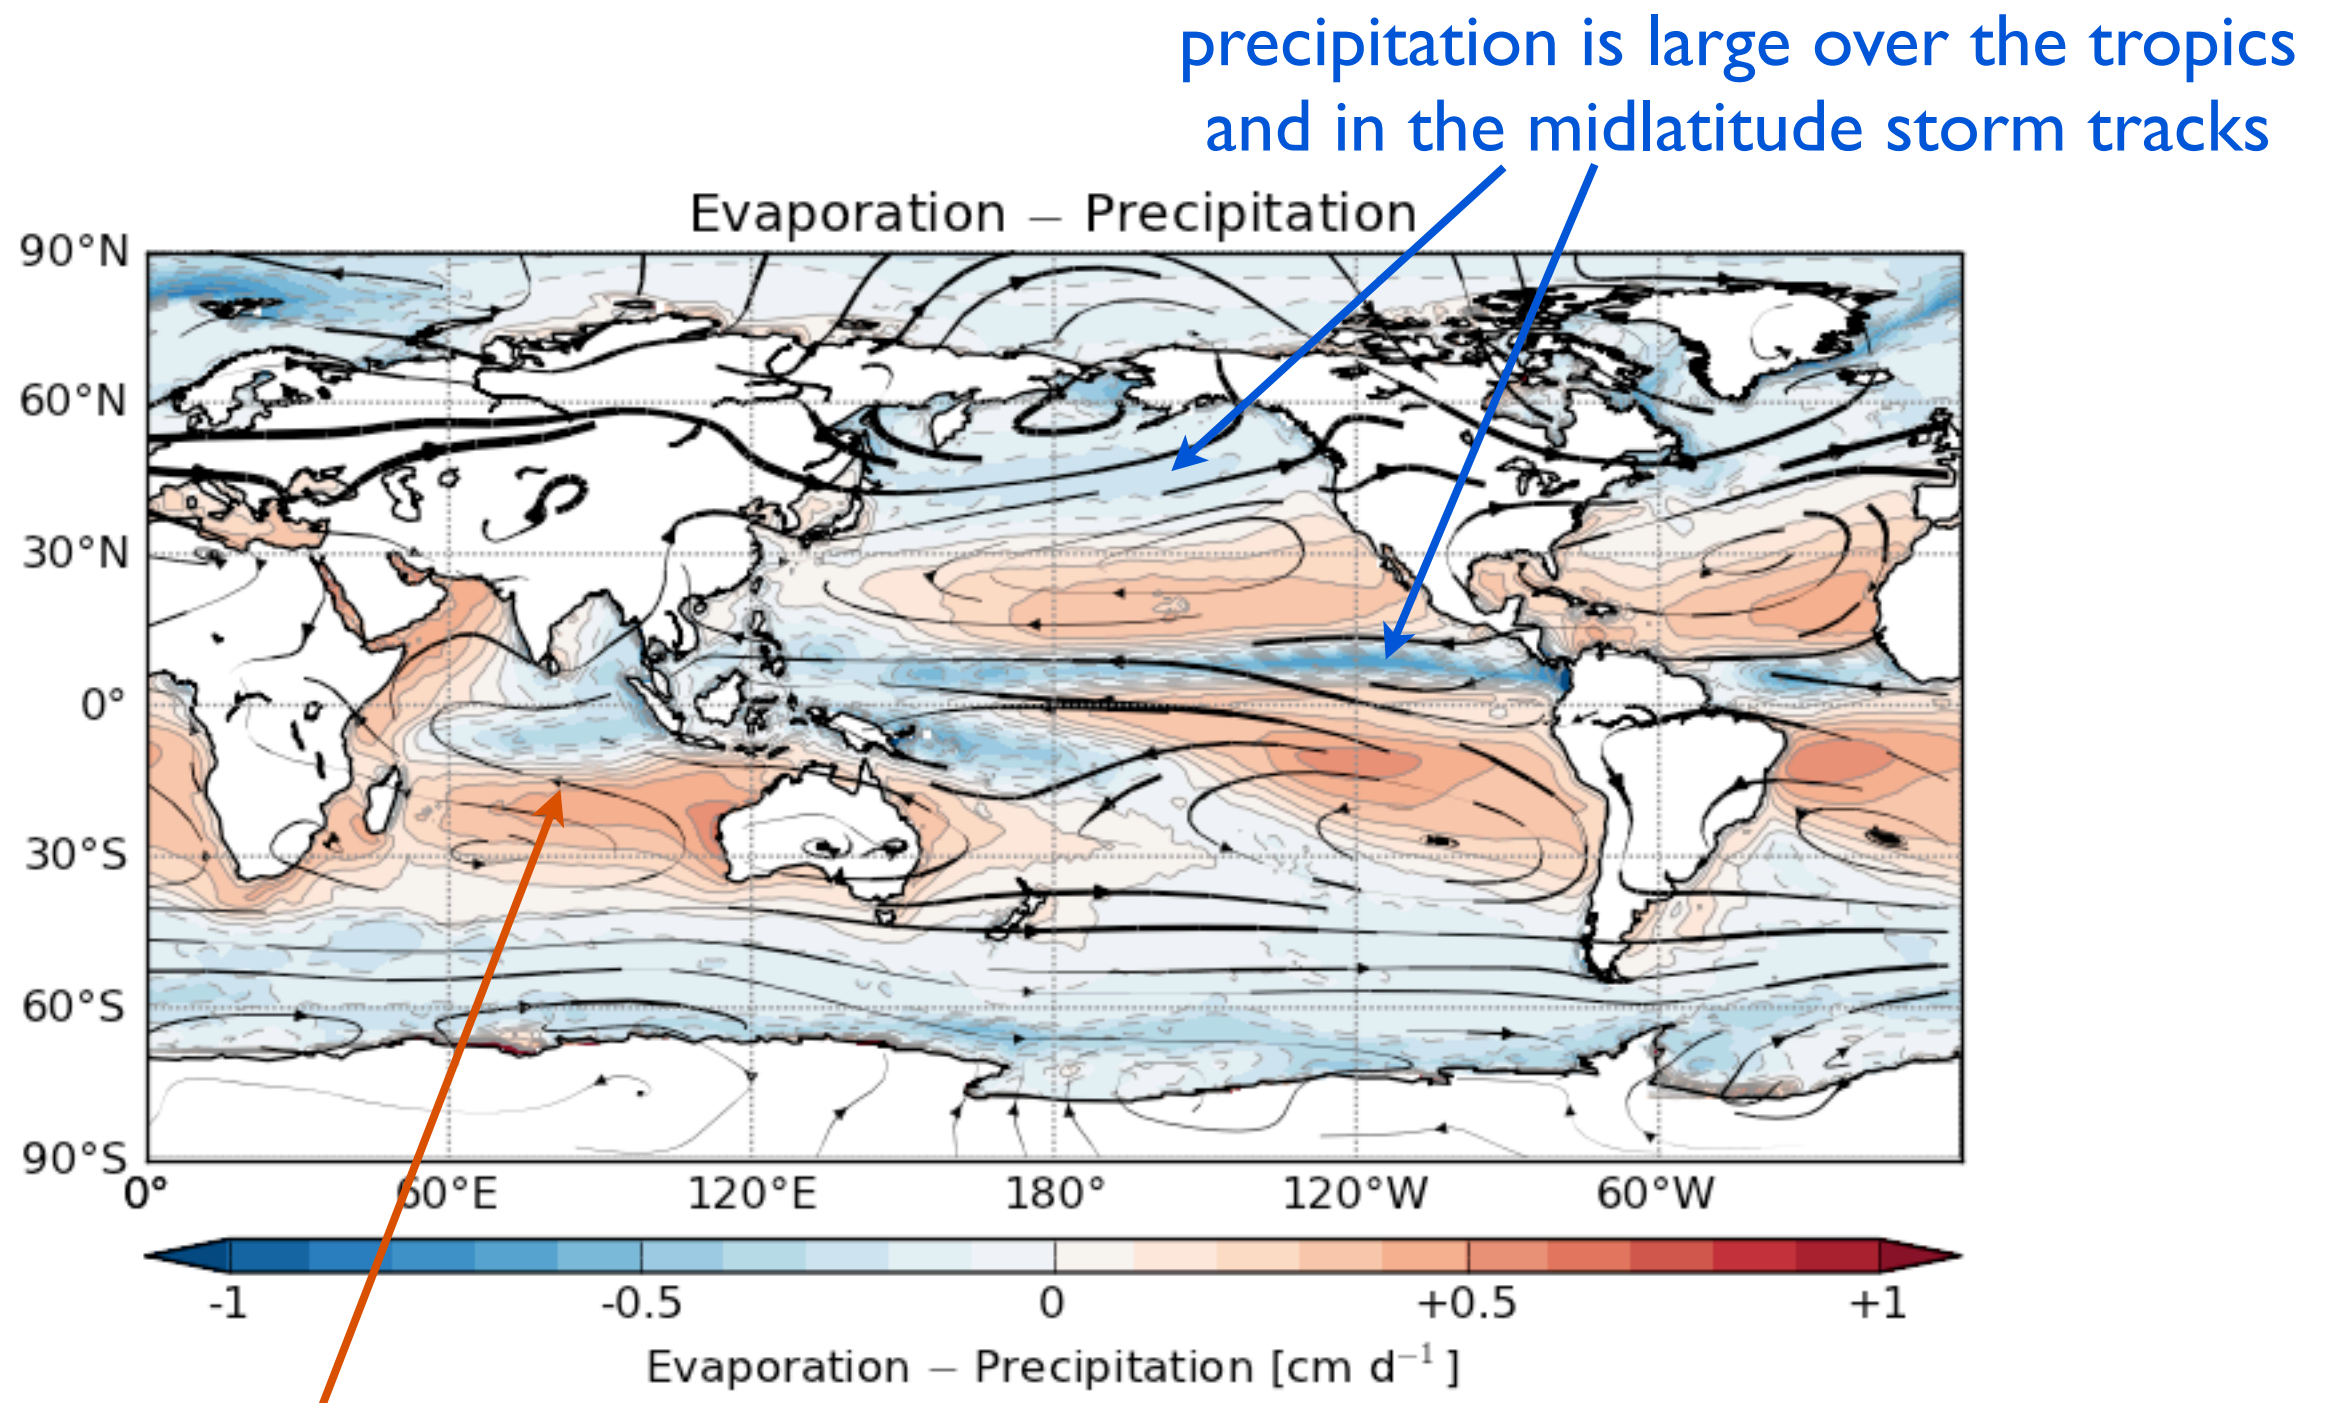 precipitation is large over the tropics
and in the midlatitude storm tracks
Evaporation – Precipitation
90°N
60°N
30°N
0°
30°S
60°S
90°S
0° 60°E 120°E 180° 120°W 60°W
-1 -0.5 0 +0.5 +1
Evaporation – Precipitation [cm d⁻¹]